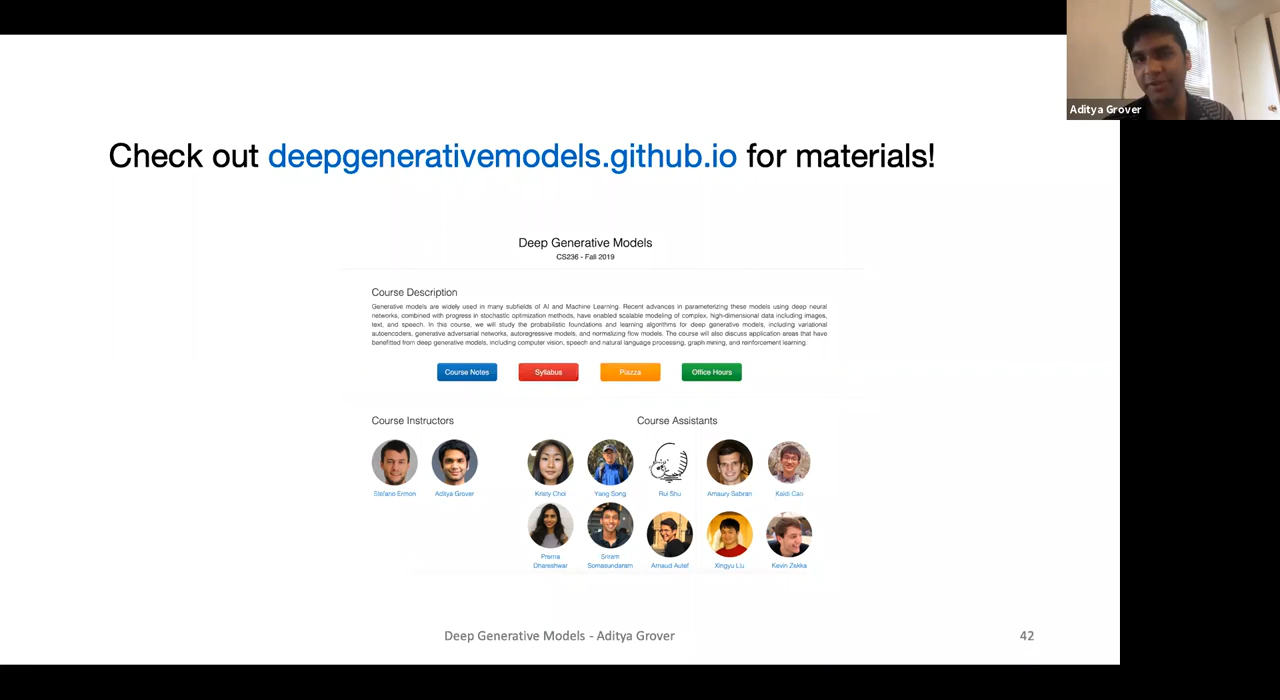 Aditya Grover
Check out deepgenerativemodels.github.io for materials!
Deep Generative Models
CS236 - Fall 2019
Course Description
Generative models are widely used in many subfields of AI and Machine Learning. Recent advances in parameterizing these models using deep neural
networks, combined with progress in stochastic optimization methods, have enabled scalable modeling of complex, high-dimensional data including images,
text, and speech. In this course, we will study the probabilistic foundations and learning algorithms for deep generative models, including variational
autoencoders, generative adversarial networks, autoregressive models, and normalizing flow models. The course will also discuss application areas that have
benefitted from deep generative models, including computer vision, speech and natural language processing, graph mining, and reinforcement learning.
Course Notes Syllabus Piazza Office Hours
Course Instructors Course Assistants
Stefano Ermon Aditya Grover Kristy Choi Yang Song Rui Shu Amaury Sabran Kaidi Cao
Prerna Sriram
Dhareshwar Somasundaram Arnaud Autef Xingyu Liu Kevin Zakka
Deep Generative Models - Aditya Grover 42